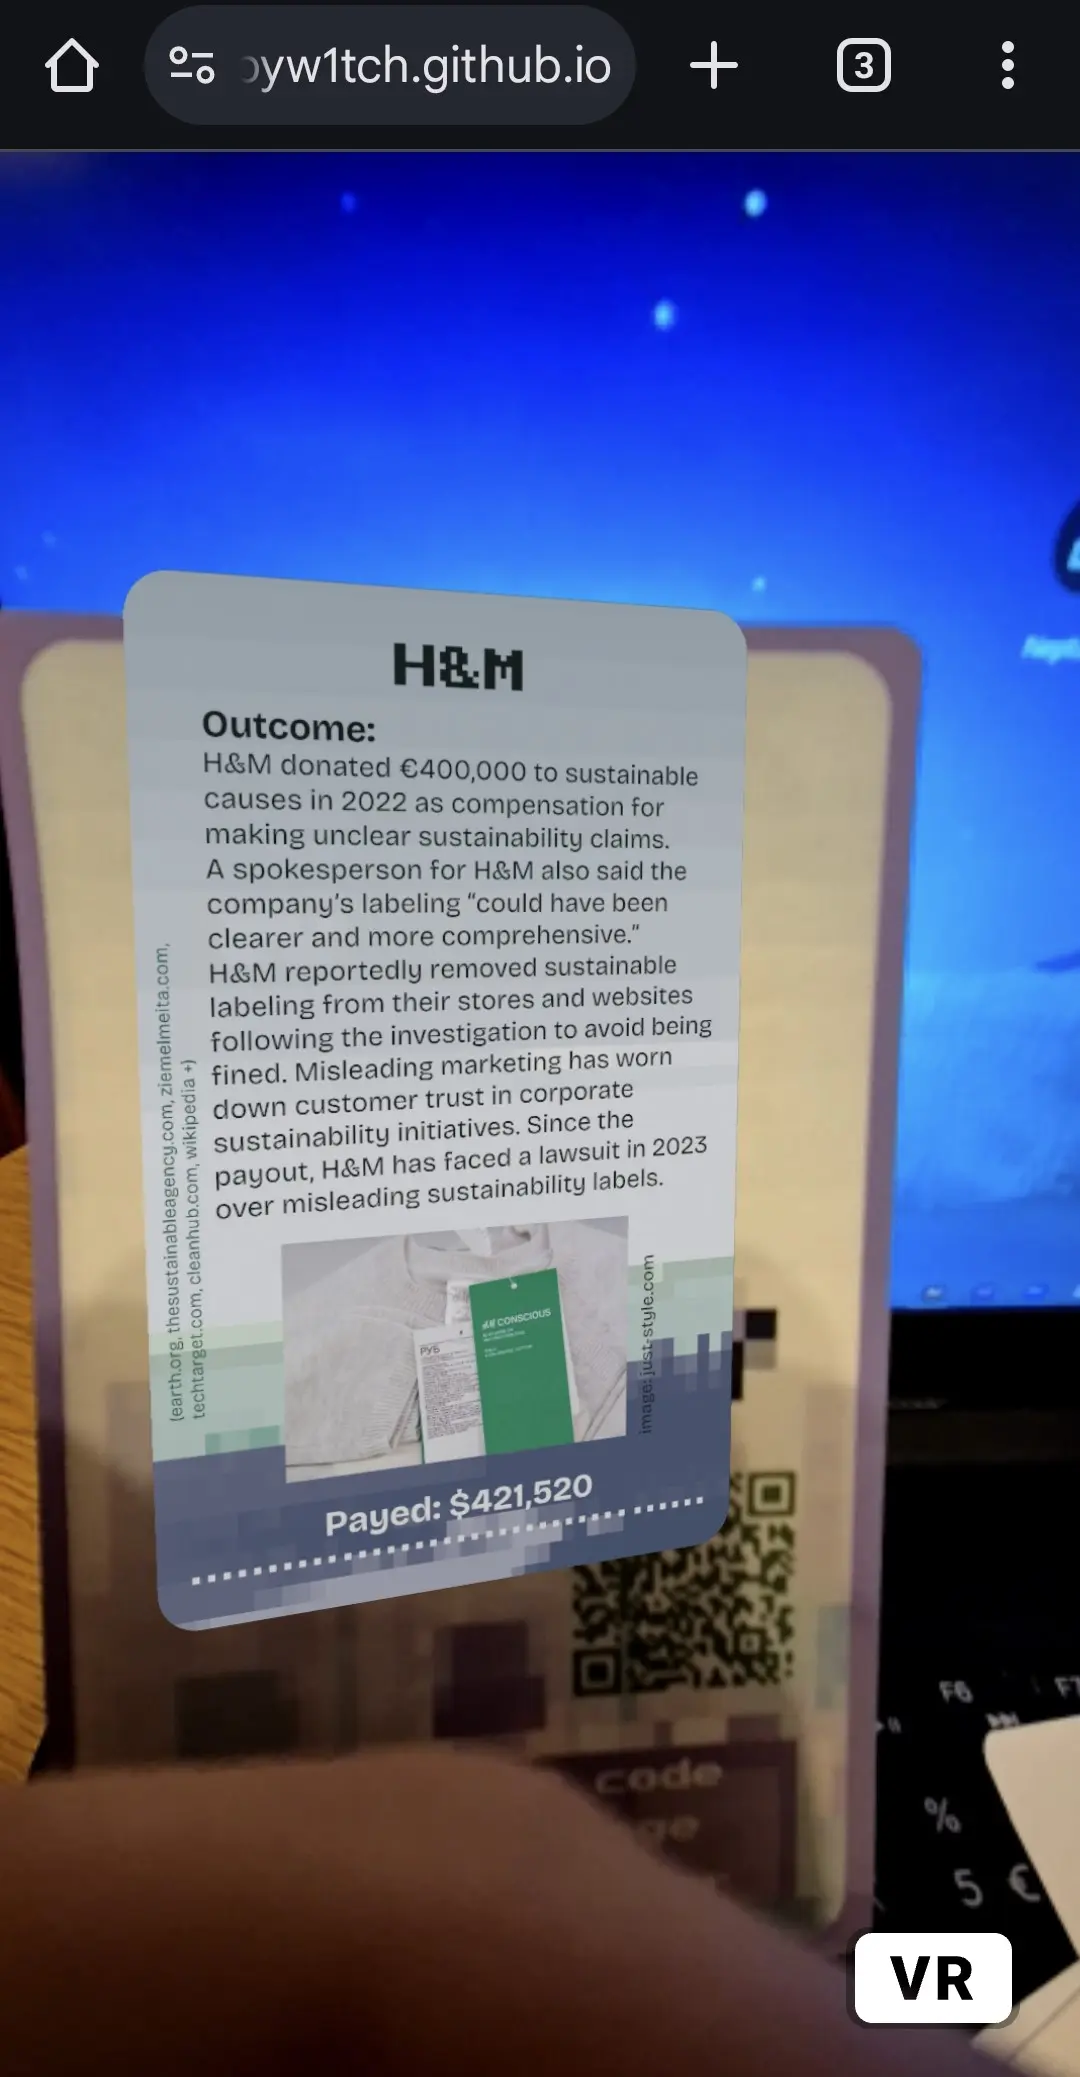 yw1tch.github.io
3
H&M
Outcome:
H&M donated €400,000 to sustainable
causes in 2022 as compensation for
making unclear sustainability claims.
A spokesperson for H&M also said the
company's labeling “could have been
clearer and more comprehensive.”
H&M reportedly removed sustainable
labeling from their stores and websites
following the investigation to avoid being
fined. Misleading marketing has worn
down customer trust in corporate
sustainability initiatives. Since the
payout, H&M has faced a lawsuit in 2023
over misleading sustainability labels.
(earth.org, thesustainableagency.com, ziemelmeita.com,
techtarget.com, cleanhub.com, wikipedia +)
H&M CONSCIOUS
РУБ
image: just-style.com
Payed: $421,520
code
F6
F7
%
5 €
VR